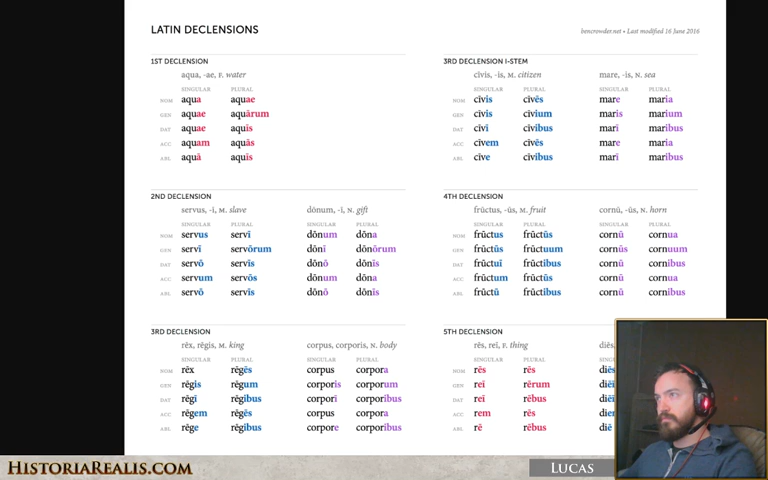 LATIN DECLENSIONS
bencrowder.net • Last modified 16 June 2016
1ST DECLENSION
aqua, -ae, F. water
SINGULAR PLURAL
NOM aqua aquae
GEN aquae aquārum
DAT aquae aquīs
ACC aquam aquās
ABL aquā aquīs
3RD DECLENSION I-STEM
cīvis, -is, M. citizen mare, -is, N. sea
SINGULAR PLURAL SINGULAR PLURAL
NOM cīvis cīvēs mare maria
GEN cīvis cīvium maris marium
DAT cīvī cīvibus marī maribus
ACC cīvem cīvēs mare maria
ABL cīve cīvibus marī maribus
2ND DECLENSION
servus, -ī, M. slave dōnum, -ī, N. gift
SINGULAR PLURAL SINGULAR PLURAL
NOM servus servī dōnum dōna
GEN servī servōrum dōnī dōnōrum
DAT servō servīs dōnō dōnīs
ACC servum servōs dōnum dōna
ABL servō servīs dōnō dōnīs
4TH DECLENSION
frūctus, -ūs, M. fruit cornū, -ūs, N. horn
SINGULAR PLURAL SINGULAR PLURAL
NOM frūctus frūctūs cornū cornua
GEN frūctūs frūctuum cornūs cornuum
DAT frūctuī frūctibus cornū cornibus
ACC frūctum frūctūs cornū cornua
ABL frūctū frūctibus cornū cornibus
3RD DECLENSION
rēx, rēgis, M. king corpus, corporis, N. body
SINGULAR PLURAL SINGULAR PLURAL
NOM rēx rēgēs corpus corpora
GEN rēgis rēgum corporis corporum
DAT rēgī rēgibus corporī corporibus
ACC rēgem rēgēs corpus corpora
ABL rēge rēgibus corpore corporibus
5TH DECLENSION
rēs, reī, F. thing diēs,
SINGULAR PLURAL
NOM rēs rēs
GEN reī rērum
DAT reī rēbus
ACC rem rēs
ABL rē rēbus diē
HISTORIAREALIS.COM
LUCAS